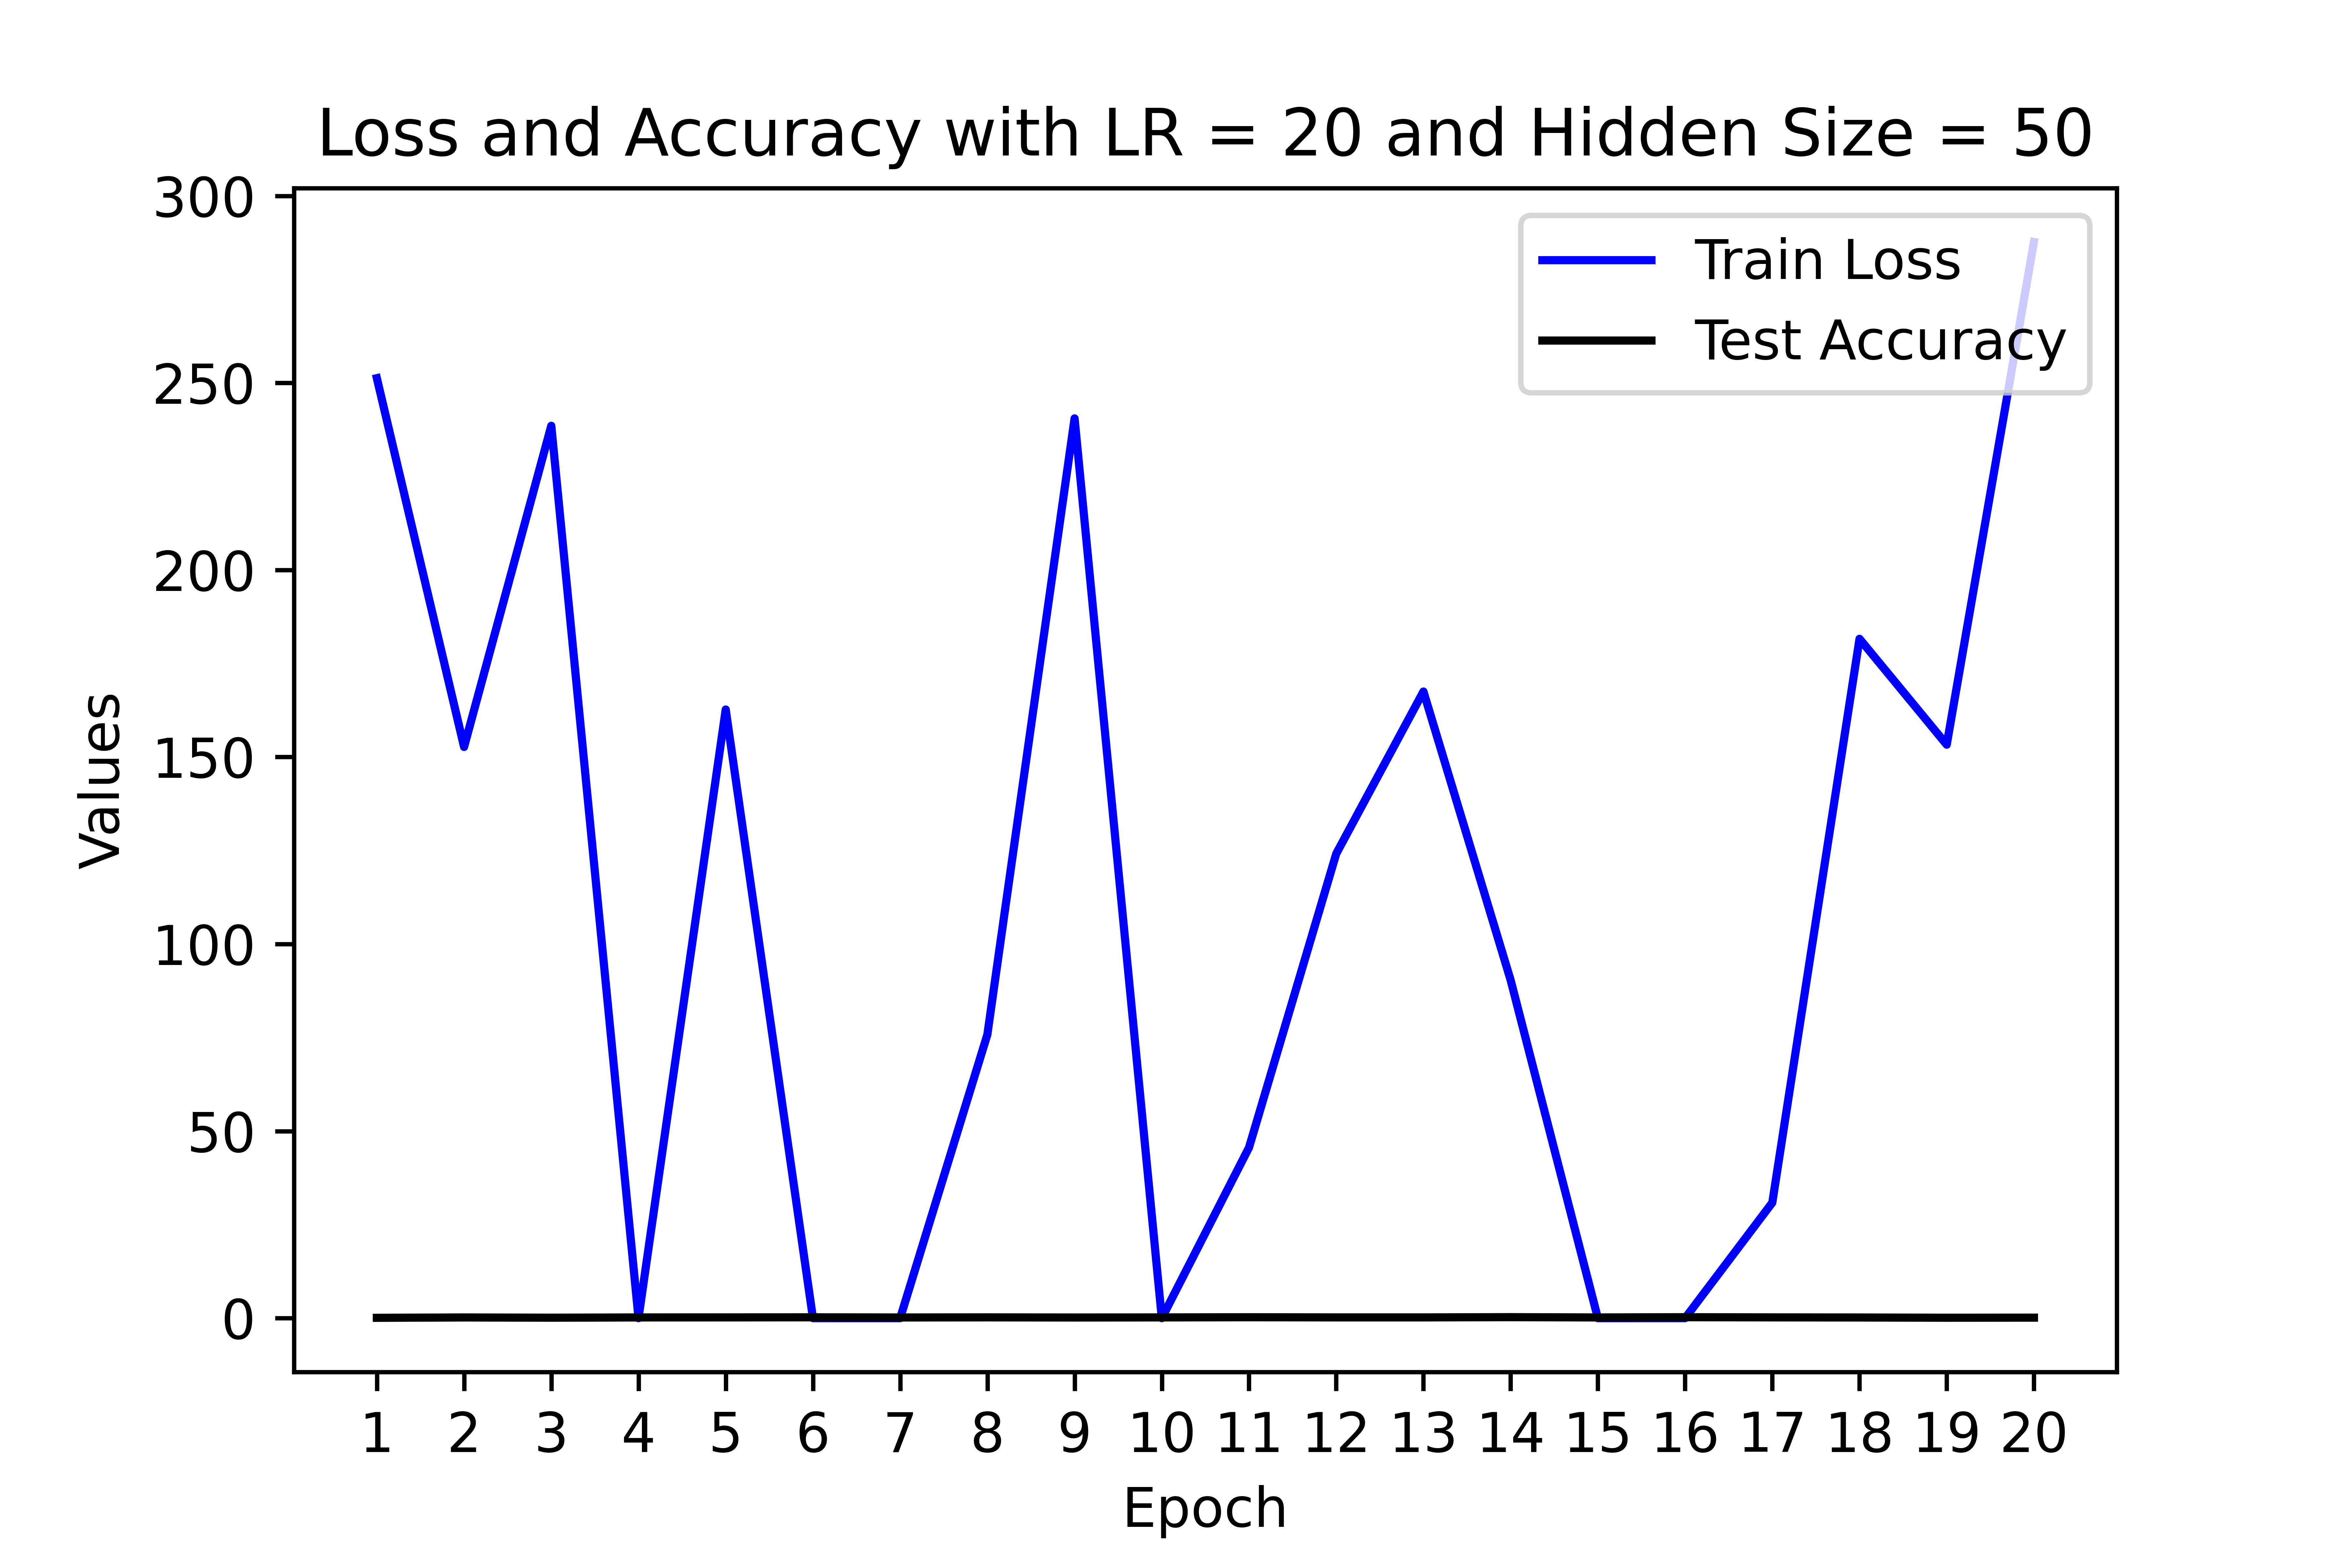 Loss and Accuracy with LR = 20 and Hidden Size = 50
300
250
200
150
100
50
0
Values
Train Loss
Test Accuracy
1 2 3 4 5 6 7 8 9 10 11 12 13 14 15 16 17 18 19 20
Epoch